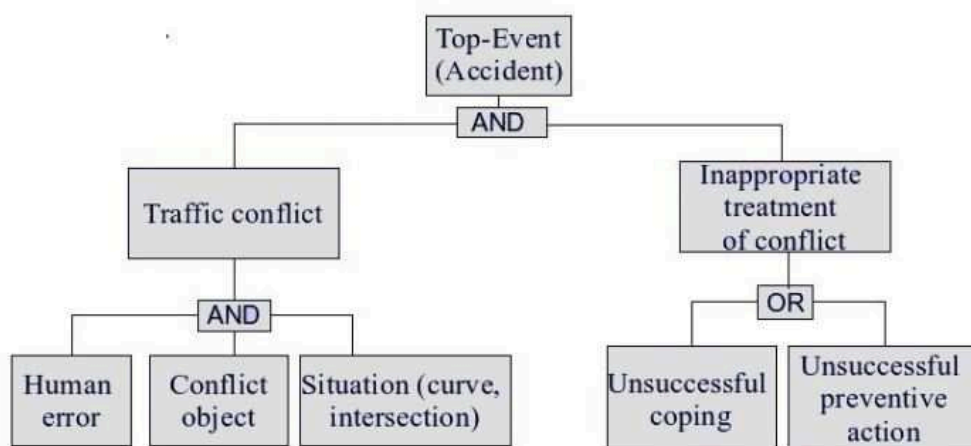 Top-Event
(Accident)
AND
Traffic conflict
Inappropriate
treatment
of conflict
AND
OR
Human
error
Conflict
object
Situation (curve,
intersection)
Unsuccessful
coping
Unsuccessful
preventive
action